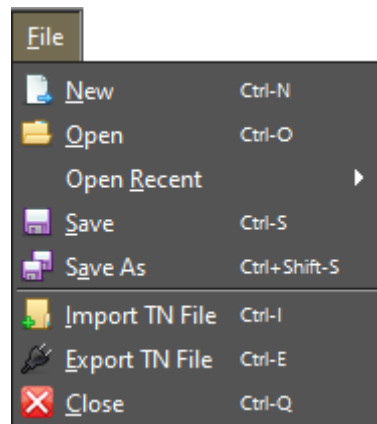 File
New Ctrl-N
Open Ctrl-O
Open Recent
Save Ctrl-S
Save As Ctrl+Shift-S
Import TN File Ctrl-I
Export TN File Ctrl-E
Close Ctrl-Q